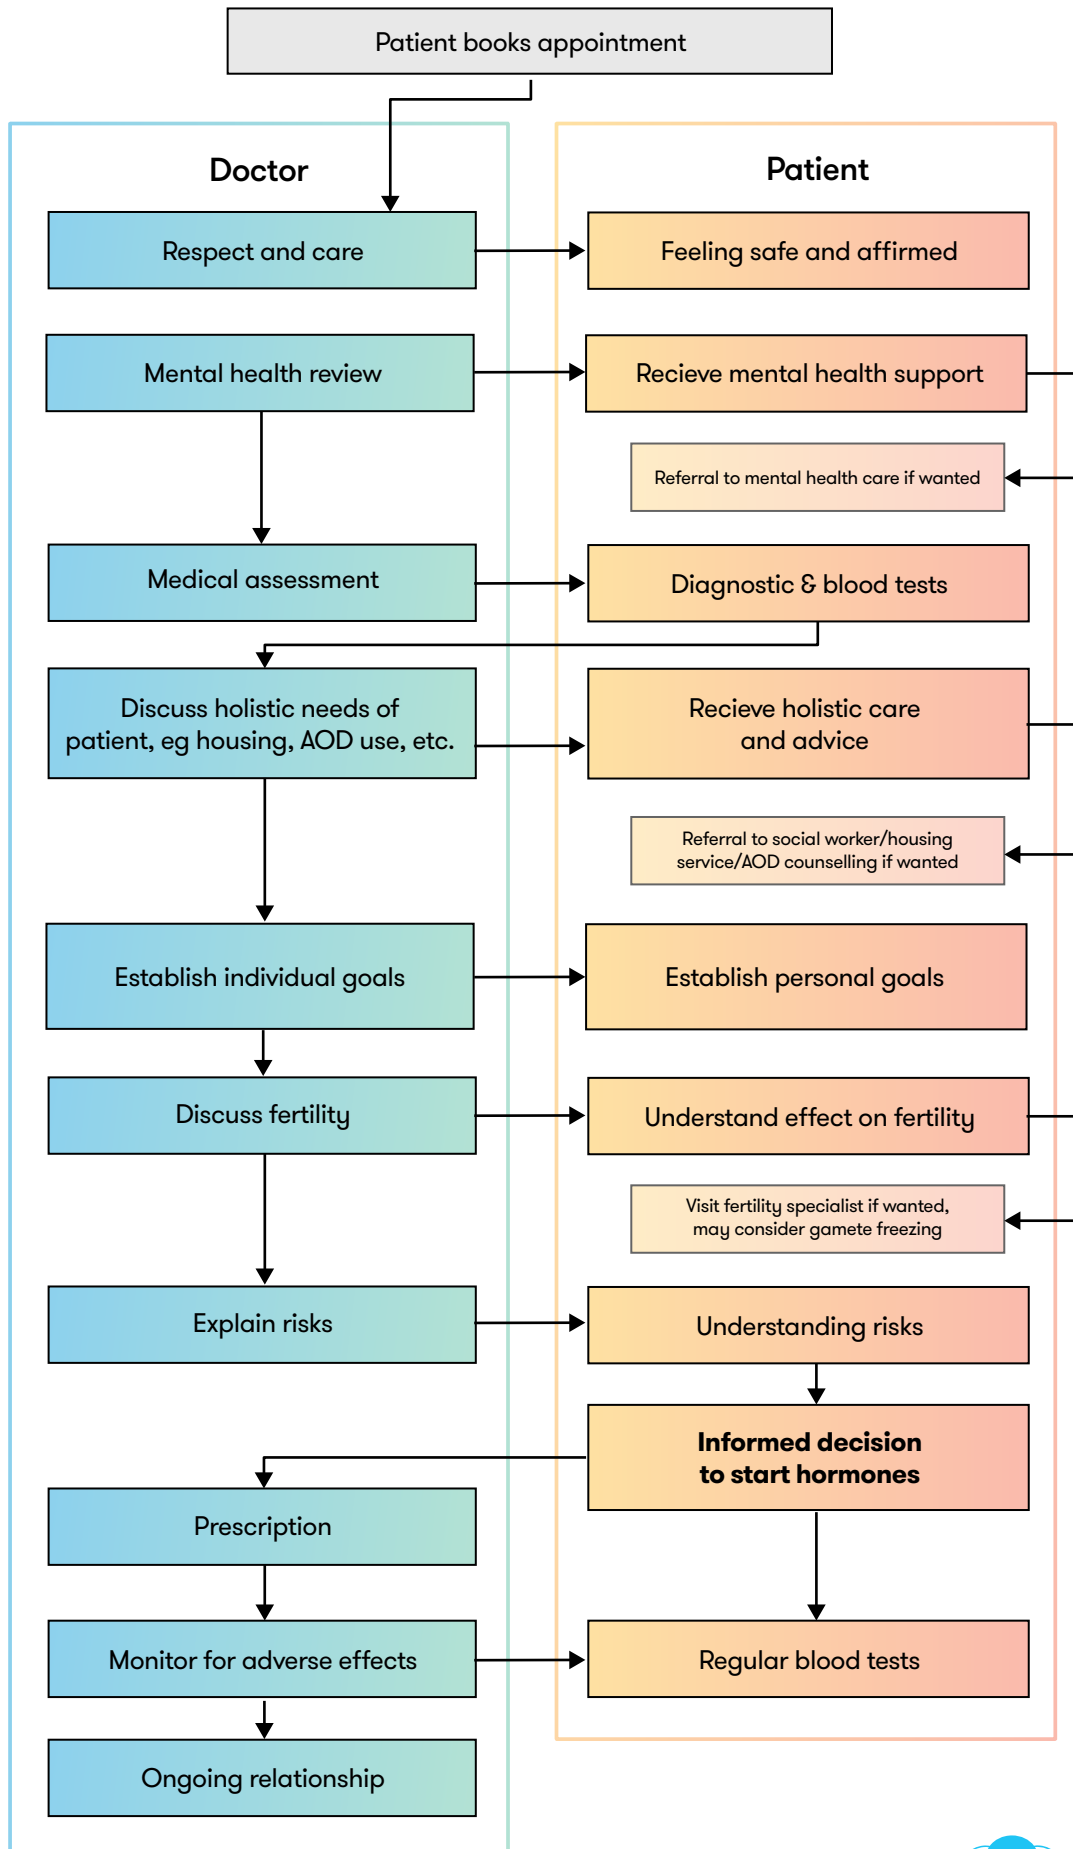 Patient books appointment
Doctor
Patient
Respect and care
Feeling safe and affirmed
Mental health review
Recieve mental health support
Referral to mental health care if wanted
Medical assessment
Diagnostic & blood tests
Discuss holistic needs of
patient, eg housing, AOD use, etc.
Recieve holistic care
and advice
Referral to social worker/housing
service/AOD counselling if wanted
Establish individual goals
Establish personal goals
Discuss fertility
Understand effect on fertility
Visit fertility specialist if wanted,
may consider gamete freezing
Explain risks
Understanding risks
Informed decision
to start hormones
Prescription
Monitor for adverse effects
Regular blood tests
Ongoing relationship